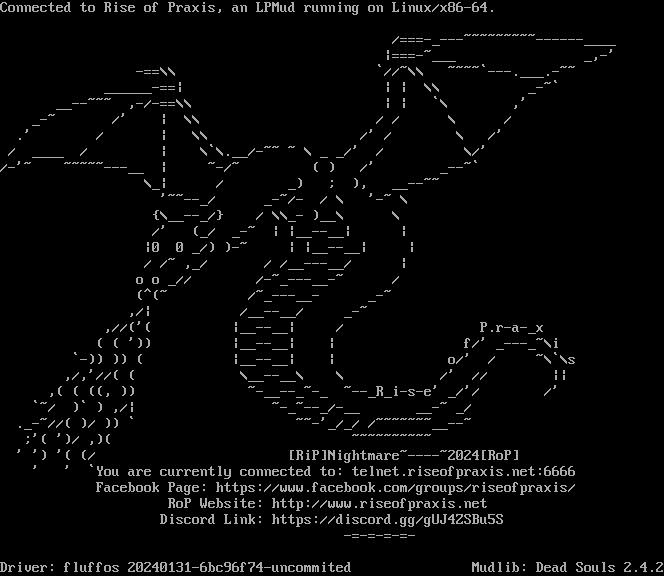 Connected to Rise of Praxis, an LPMud running on Linux/x86-64.
P.r-a-_x
i
s
_R_i-s-e'
[RiP]Nightmare~----~2024[RoP]
You are currently connected to: telnet.riseofpraxis.net:6666
Facebook Page: https://www.facebook.com/groups/riseofpraxis/
RoP Website: http://www.riseofpraxis.net
Discord Link: https://discord.gg/gUJ4ZSBu5S
Driver: fluffos 20240131-6bc96f74-uncommited
Mudlib: Dead Souls 2.4.2